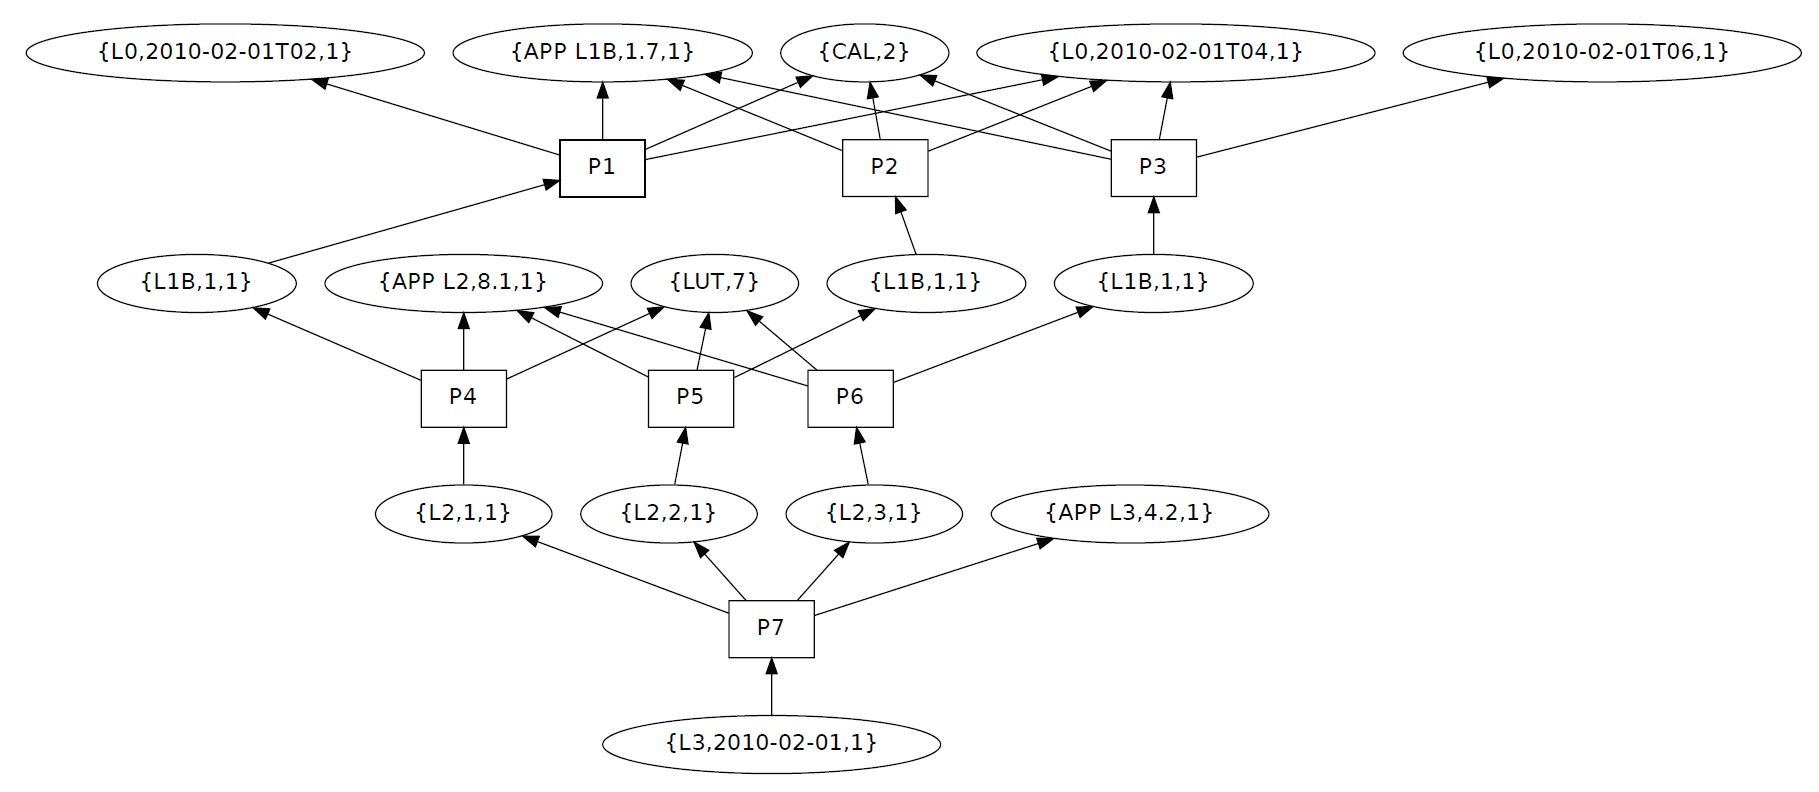 {L0,2010-02-01T02,1}
{APP L1B,1.7,1}
{CAL,2}
{L0,2010-02-01T04,1}
{L0,2010-02-01T06,1}
P1
P2
P3
{L1B,1,1}
{APP L2,8.1,1}
{LUT,7}
{L1B,1,1}
{L1B,1,1}
P4
P5
P6
{L2,1,1}
{L2,2,1}
{L2,3,1}
{APP L3,4.2,1}
P7
{L3,2010-02-01,1}